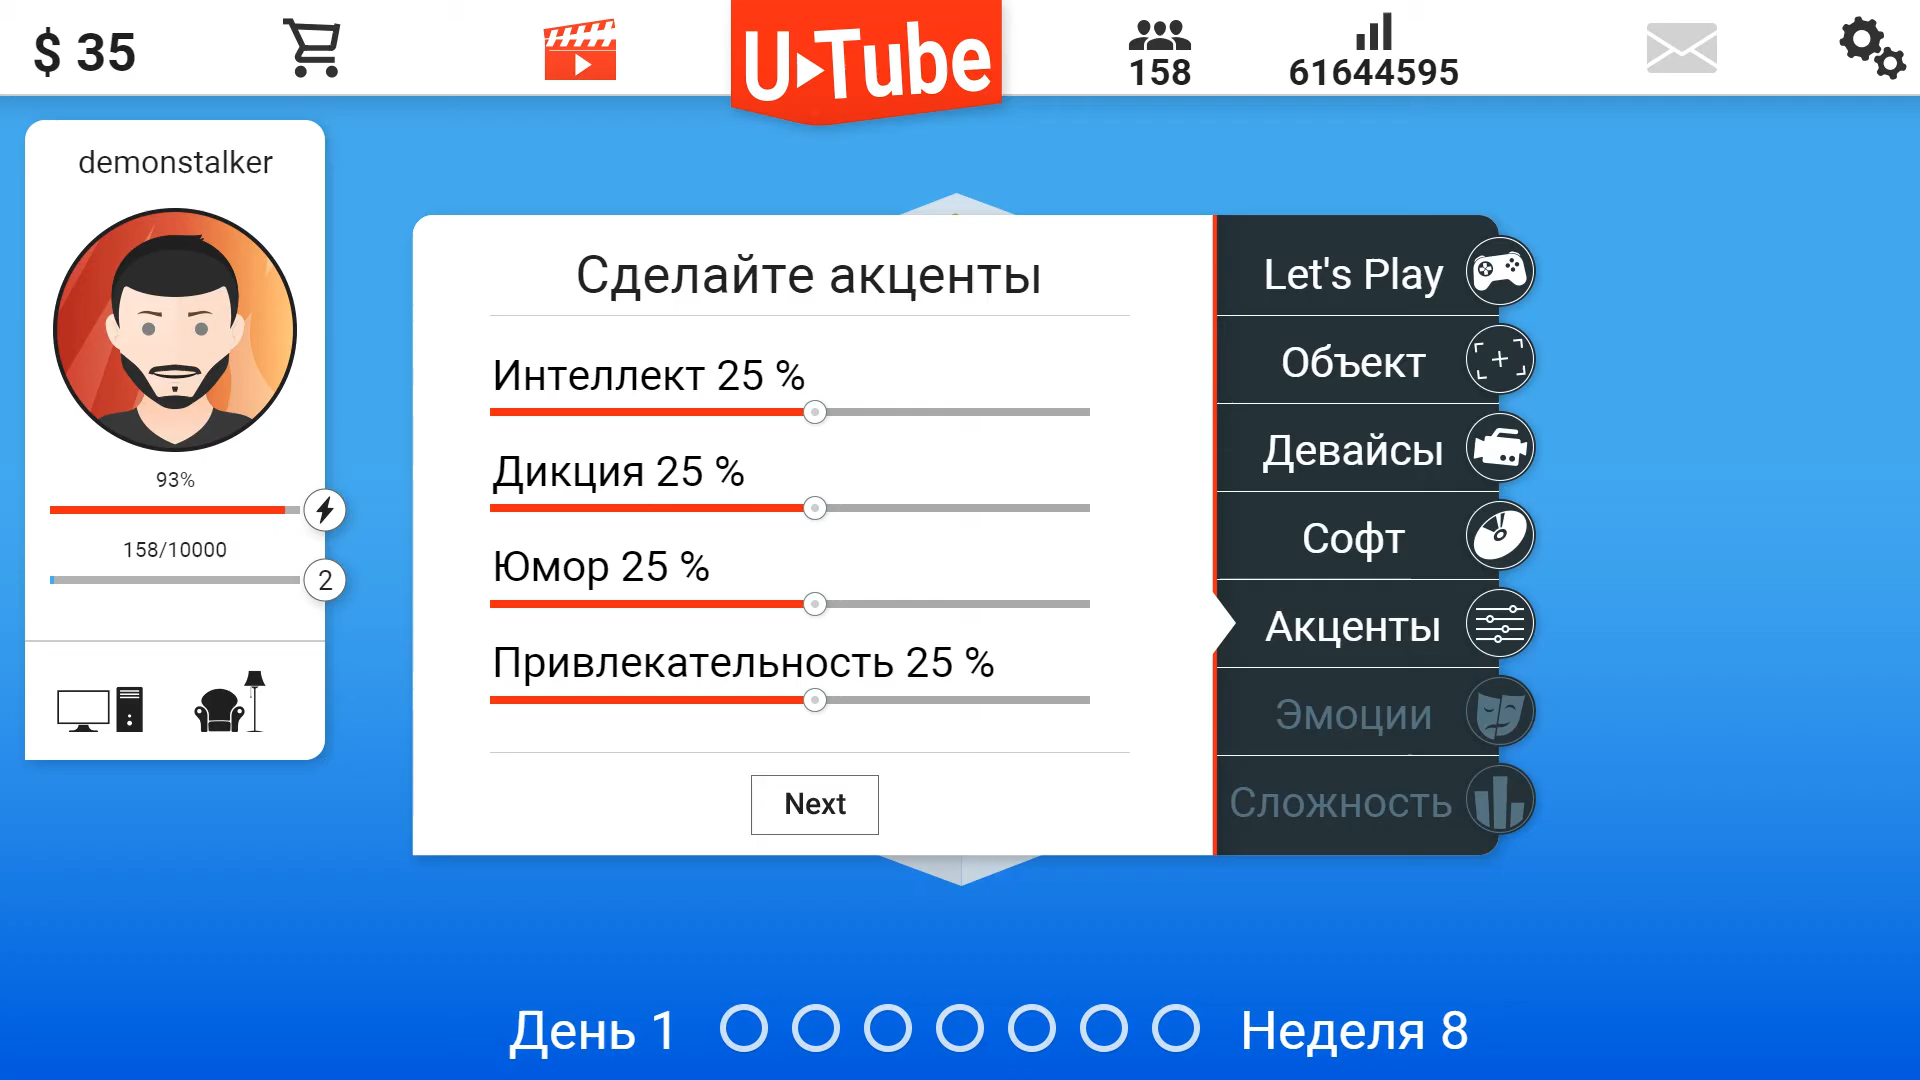 $ 35
U Tube
158
61644595
demonstalker
93%
158/10000
2
Сделайте акценты
Интеллект 25 %
Дикция 25 %
Юмор 25 %
Привлекательность 25 %
Next
Let's Play
Объект
Девайсы
Софт
Акценты
Эмоции
Сложность
День 1
Неделя 8